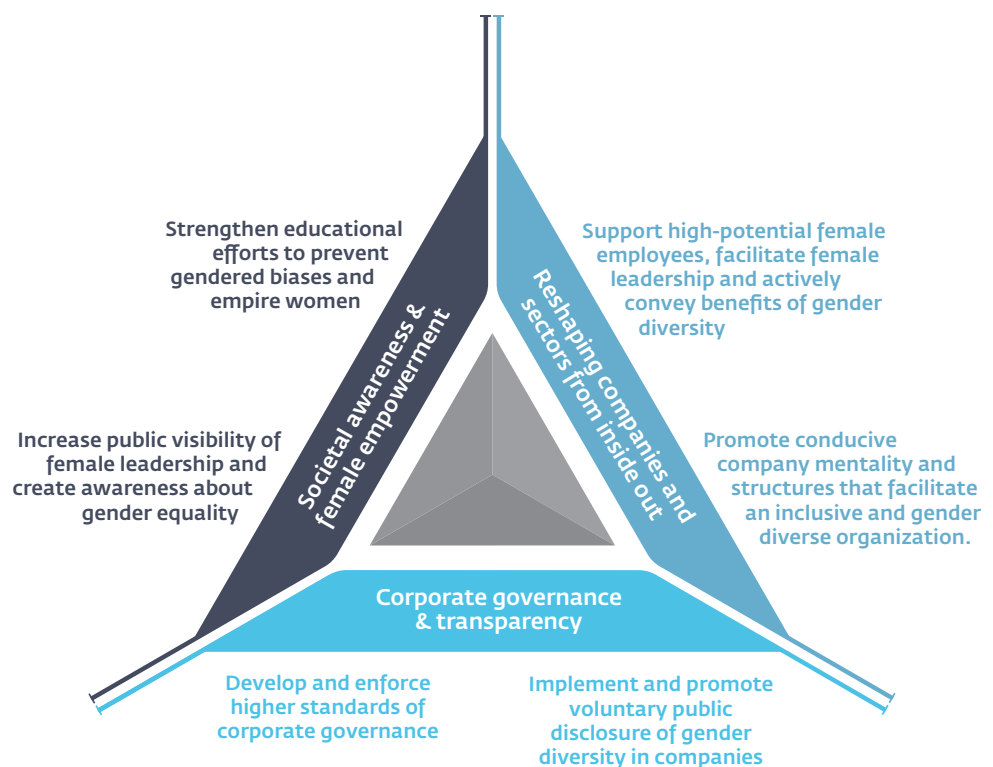 Strengthen educational
efforts to prevent
gendered biases and
empire women
Increase public visibility of
female leadership and
create awareness about
gender equality
Societal awareness &
female empowerment
Reshaping companies and
sectors from inside out
Support high-potential female
employees, facilitate female
leadership and actively
convey benefits of gender
diversity
Promote conducive
company mentality and
structures that facilitate
an inclusive and gender
diverse organization.
Corporate governance
& transparency
Develop and enforce
higher standards of
corporate governance
Implement and promote
voluntary public
disclosure of gender
diversity in companies